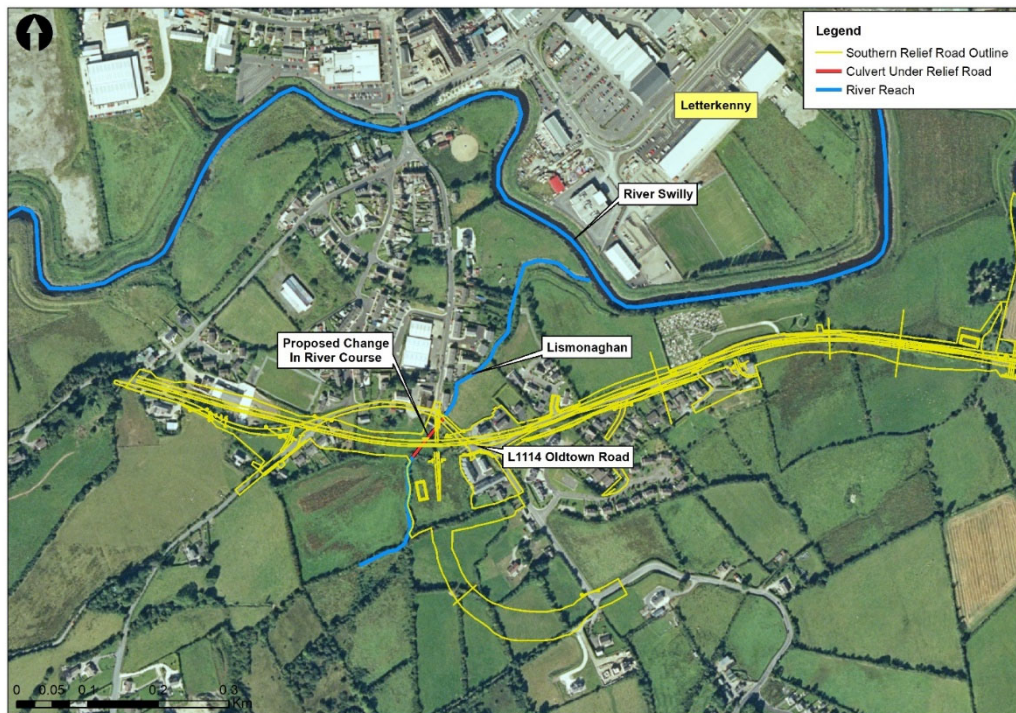 Legend
Southern Relief Road Outline
Culvert Under Relief Road
River Reach
Letterkenny
River Swilly
Proposed Change
In River Course
Lismonaghan
L1114 Oldtown Road
0 0.05 0.1 0.2 0.3
Km